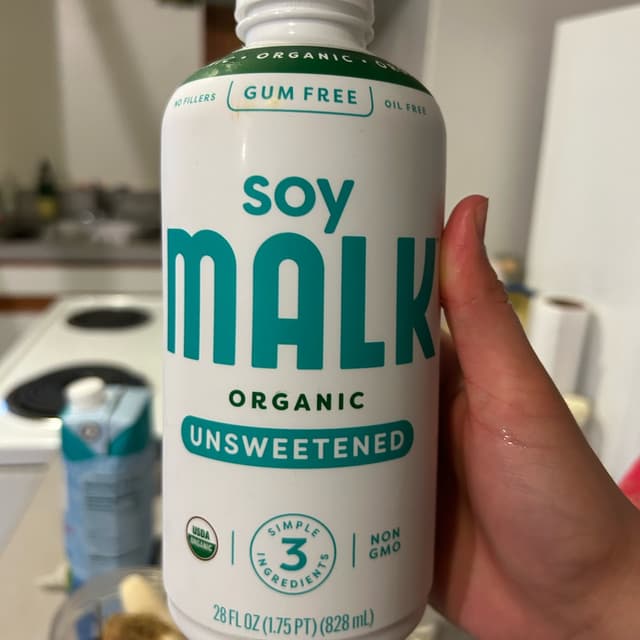 • ORGANIC •
NO FILLERS
GUM FREE
OIL FREE
soy
MALK
ORGANIC
UNSWEETENED
USDA
ORGANIC
SIMPLE
3
INGREDIENTS
NON
GMO
28 FL OZ (1.75 PT) (828 mL)